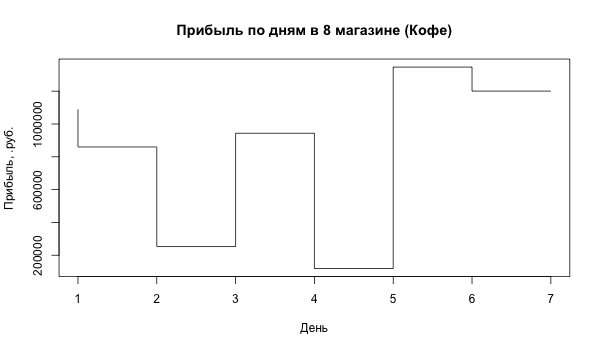 Прибыль по дням в 8 магазине (Кофе)
Прибыль, .руб.
1000000
600000
200000
1 2 3 4 5 6 7
День